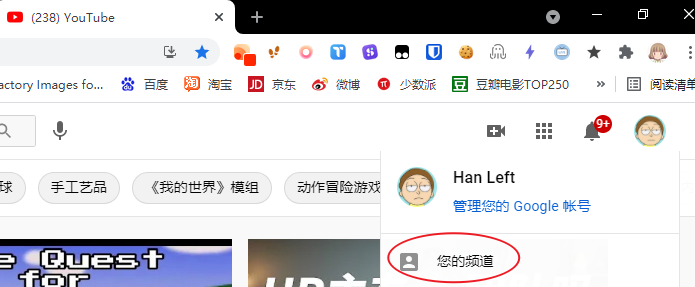 (238) YouTube
actory Images fo...
百度
淘宝
京东
微博
少数派
豆瓣电影TOP250
»
阅读清单
9+
球
手工艺品
《我的世界》模组
动作冒险游戏
Han Left
管理您的 Google 帐号
您的频道
e Quest
for